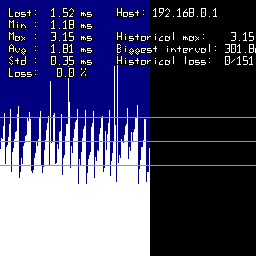 Last: 1.52 ms Host: 192.168.0.1
Min : 1.18 ms
Max : 3.15 ms Historical max: 3.15
Avg : 1.81 ms Biggest interval: 301.8
Std : 0.35 ms Historical loss: 0/151
Loss: 0.0 %